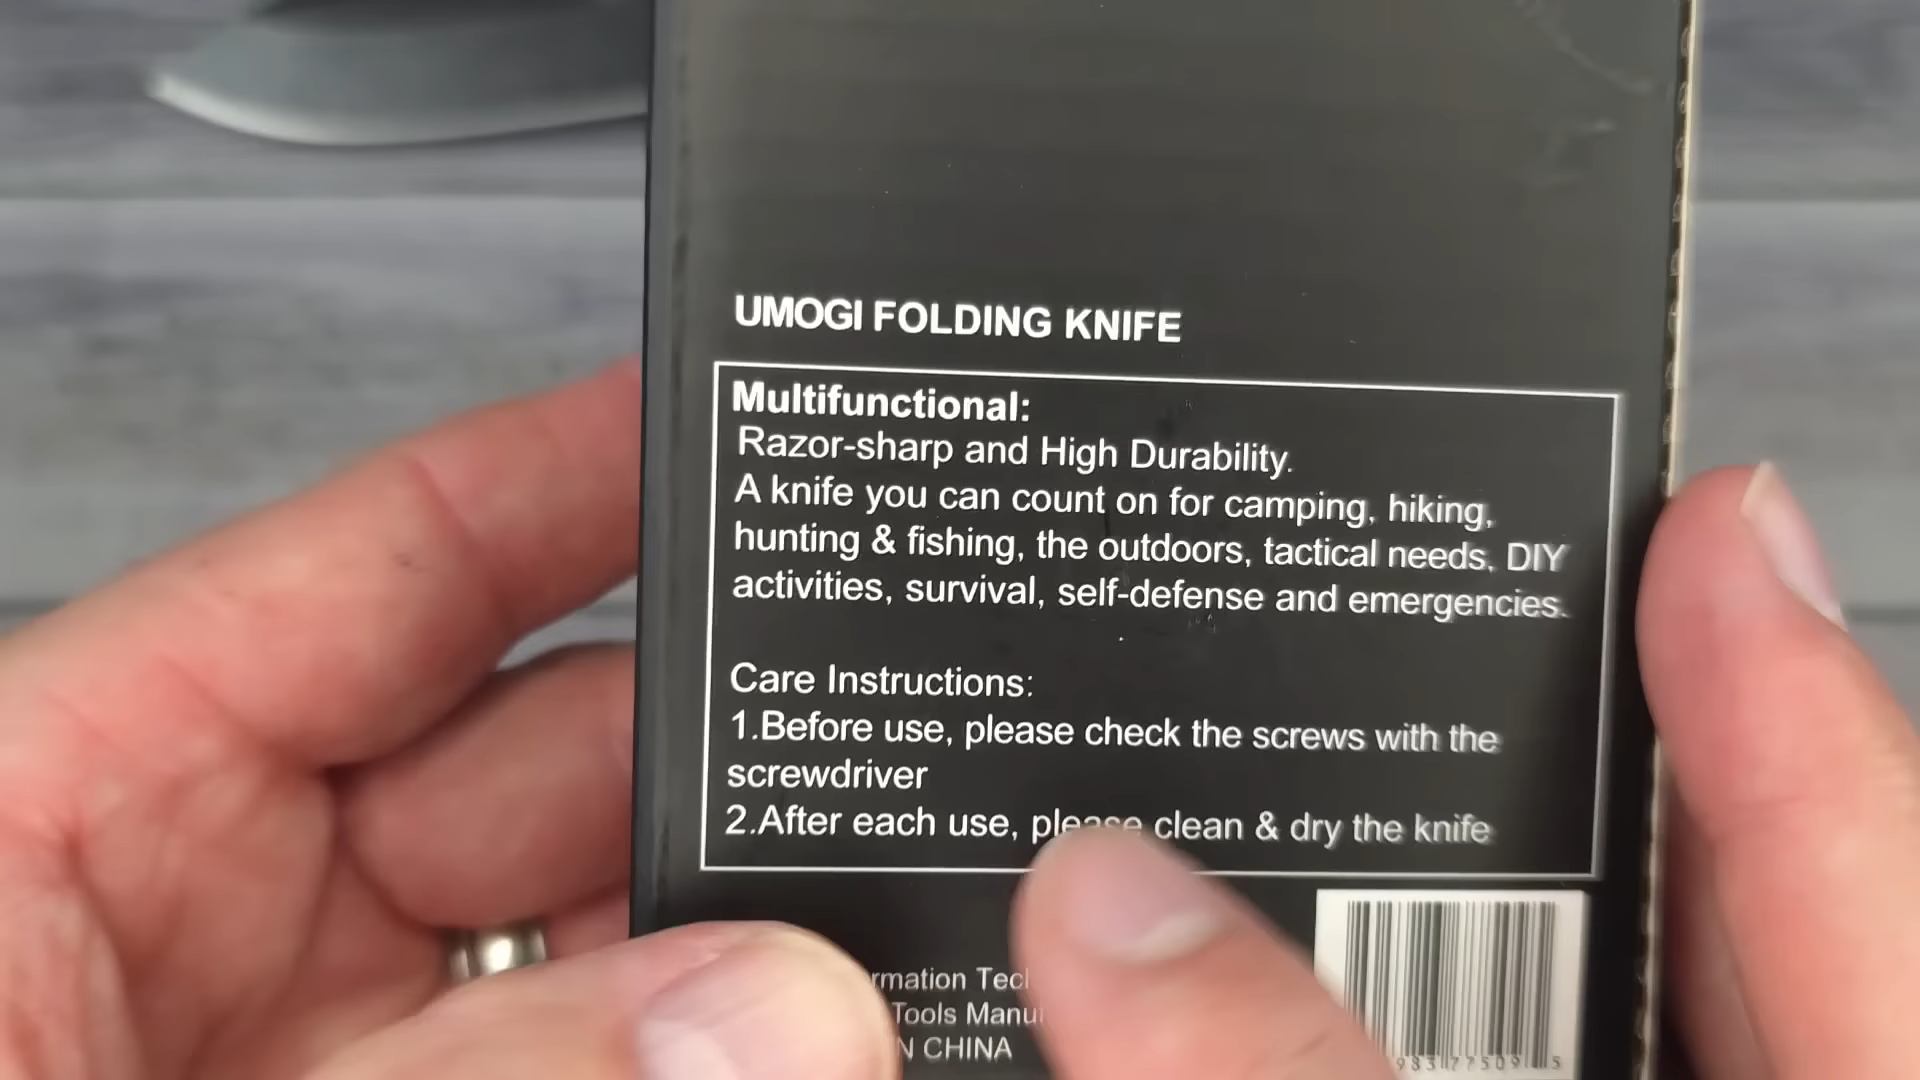 UMOGI FOLDING KNIFE
Multifunctional:
Razor-sharp and High Durability.
A knife you can count on for camping, hiking,
hunting & fishing, the outdoors, tactical needs, DIY
activities, survival, self-defense and emergencies.
Care Instructions:
1.Before use, please check the screws with the
screwdriver
2.After each use, please clean & dry the knife
Tools
CHINA